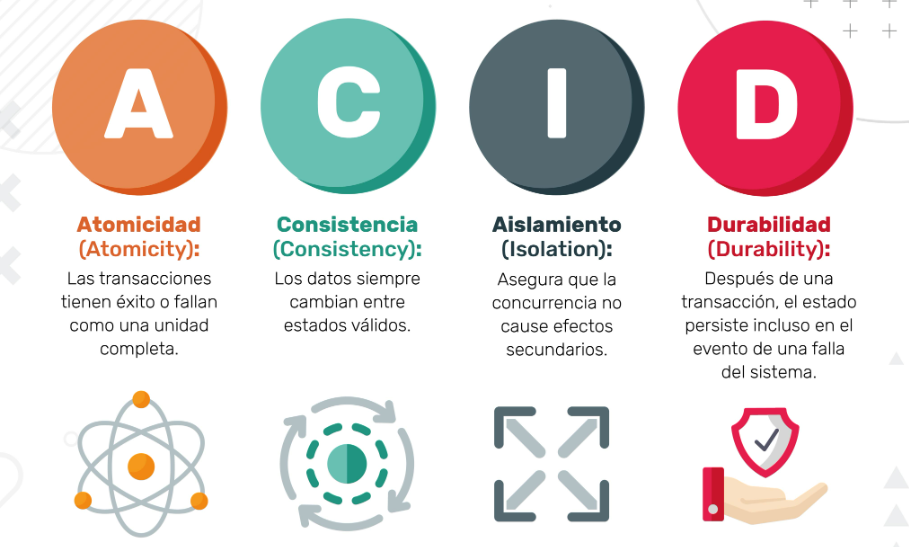 A
C
I
D
Atomicidad
(Atomicity):
Las transacciones
tienen éxito o fallan
como una unidad
completa.
Consistencia
(Consistency):
Los datos siempre
cambian entre
estados válidos.
Aislamiento
(Isolation):
Asegura que la
concurrencia no
cause efectos
secundarios.
Durabilidad
(Durability):
Después de una
transacción, el estado
persiste incluso en el
evento de una falla
del sistema.